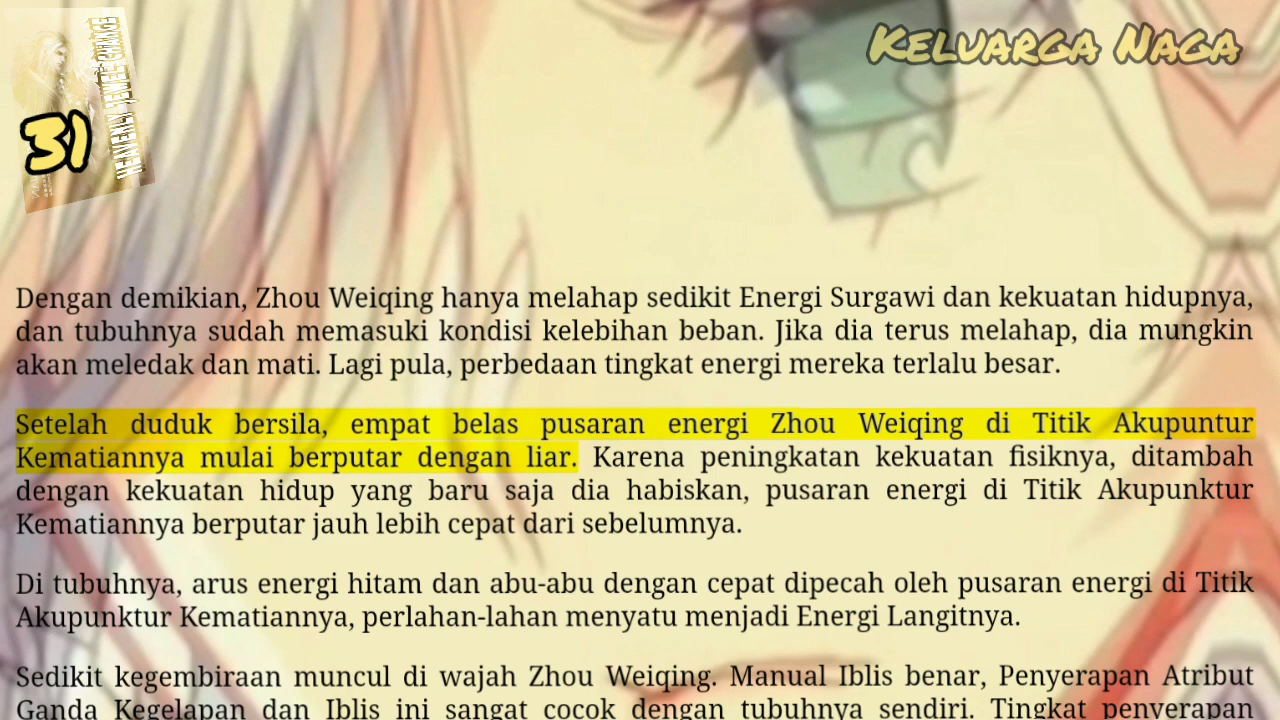 Keluarga Naga
HEAVENLY JEWEL CHANGE
31
Dengan demikian, Zhou Weiqing hanya melahap sedikit Energi Surgawi dan kekuatan hidupnya,
dan tubuhnya sudah memasuki kondisi kelebihan beban. Jika dia terus melahap, dia mungkin
akan meledak dan mati. Lagi pula, perbedaan tingkat energi mereka terlalu besar.
Setelah duduk bersila, empat belas pusaran energi Zhou Weiqing di Titik Akupuntur
Kematiannya mulai berputar dengan liar. Karena peningkatan kekuatan fisiknya, ditambah
dengan kekuatan hidup yang baru saja dia habiskan, pusaran energi di Titik Akupunktur
Kematiannya berputar jauh lebih cepat dari sebelumnya.
Di tubuhnya, arus energi hitam dan abu-abu dengan cepat dipecah oleh pusaran energi di Titik
Akupunktur Kematiannya, perlahan-lahan menyatu menjadi Energi Langitnya.
Sedikit kegembiraan muncul di wajah Zhou Weiqing. Manual Iblis benar, Penyerapan Atribut
Ganda Kegelapan dan Iblis ini sangat cocok dengan tubuhnya sendiri. Tingkat penyerapan